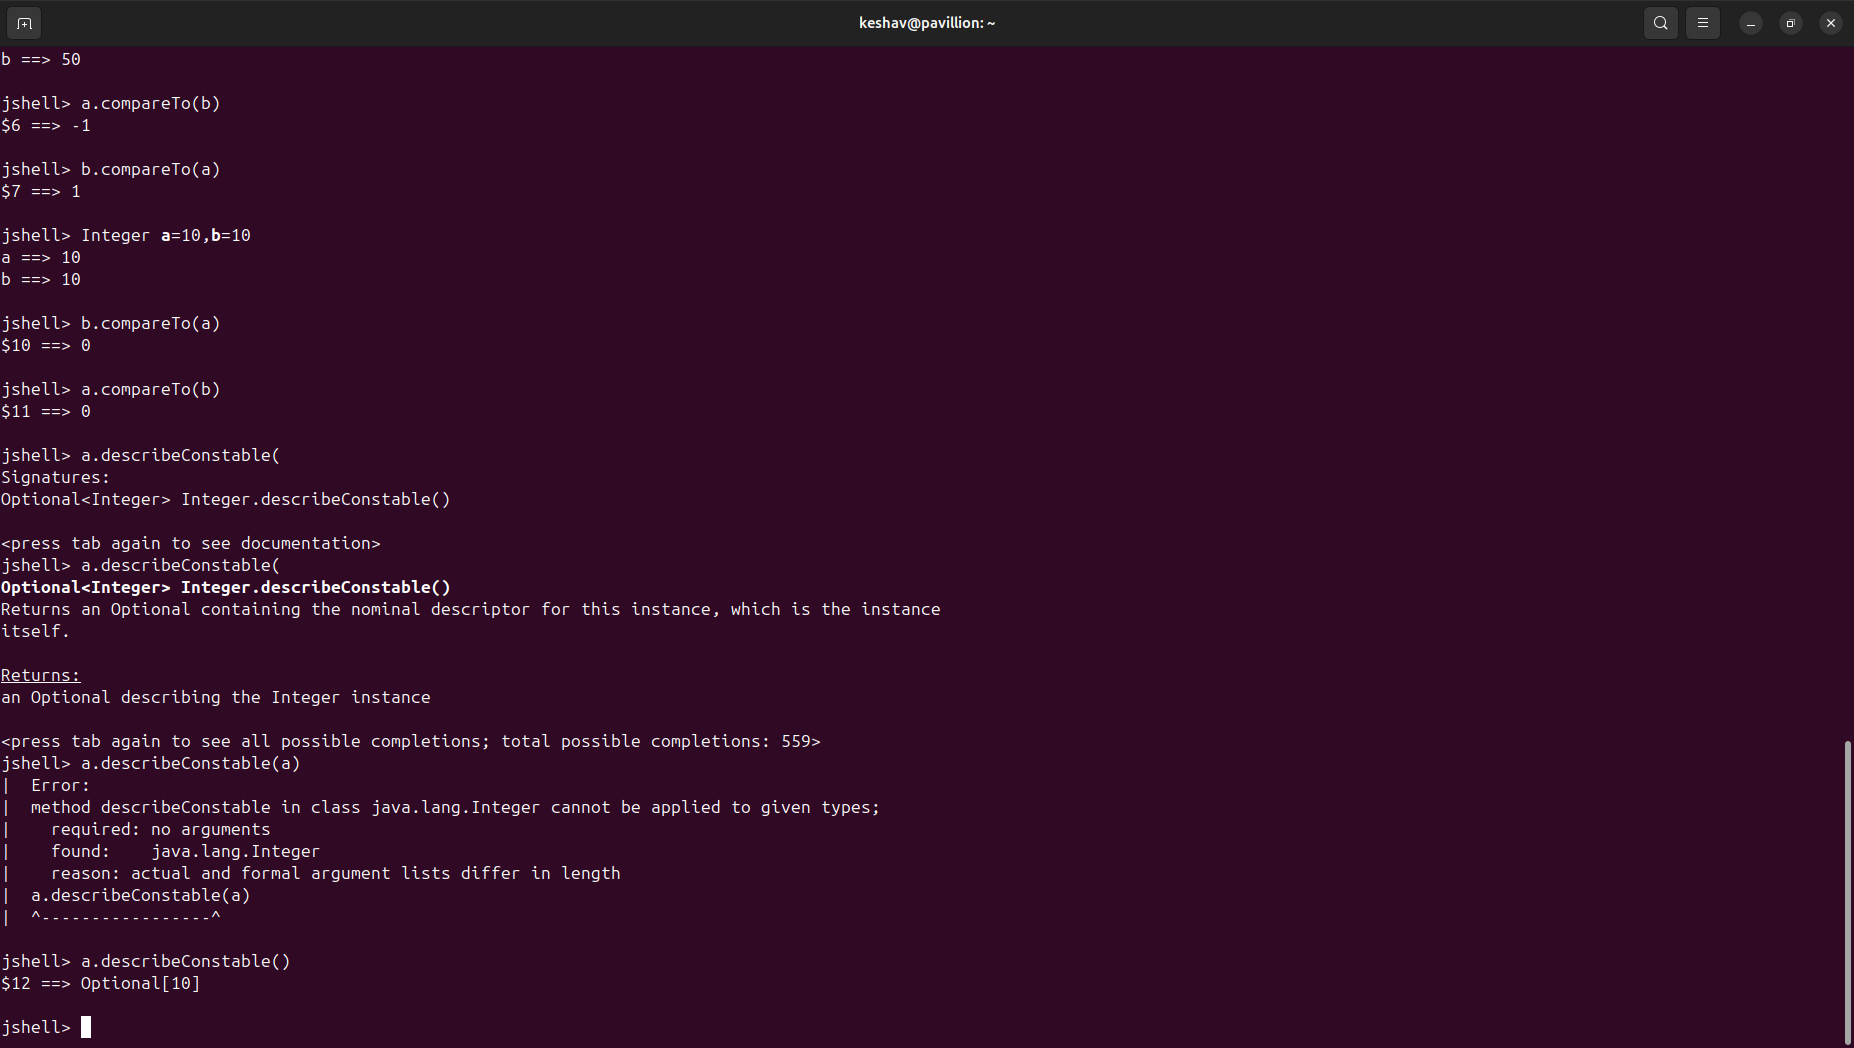 keshav@pavillion: ~
b ==> 50
jshell> a.compareTo(b)
$6 ==> -1
jshell> b.compareTo(a)
$7 ==> 1
jshell> Integer a=10,b=10
a ==> 10
b ==> 10
jshell> b.compareTo(a)
$10 ==> 0
jshell> a.compareTo(b)
$11 ==> 0
jshell> a.describeConstable(
Signatures:
Optional<Integer> Integer.describeConstable()
<press tab again to see documentation>
jshell> a.describeConstable(
Optional<Integer> Integer.describeConstable()
Returns an Optional containing the nominal descriptor for this instance, which is the instance
itself.
Returns:
an Optional describing the Integer instance
<press tab again to see all possible completions; total possible completions: 559>
jshell> a.describeConstable(a)
|  Error:
|  method describeConstable in class java.lang.Integer cannot be applied to given types;
|    required: no arguments
|    found:    java.lang.Integer
|    reason: actual and formal argument lists differ in length
|  a.describeConstable(a)
|  ^-----------------^
jshell> a.describeConstable()
$12 ==> Optional[10]
jshell>